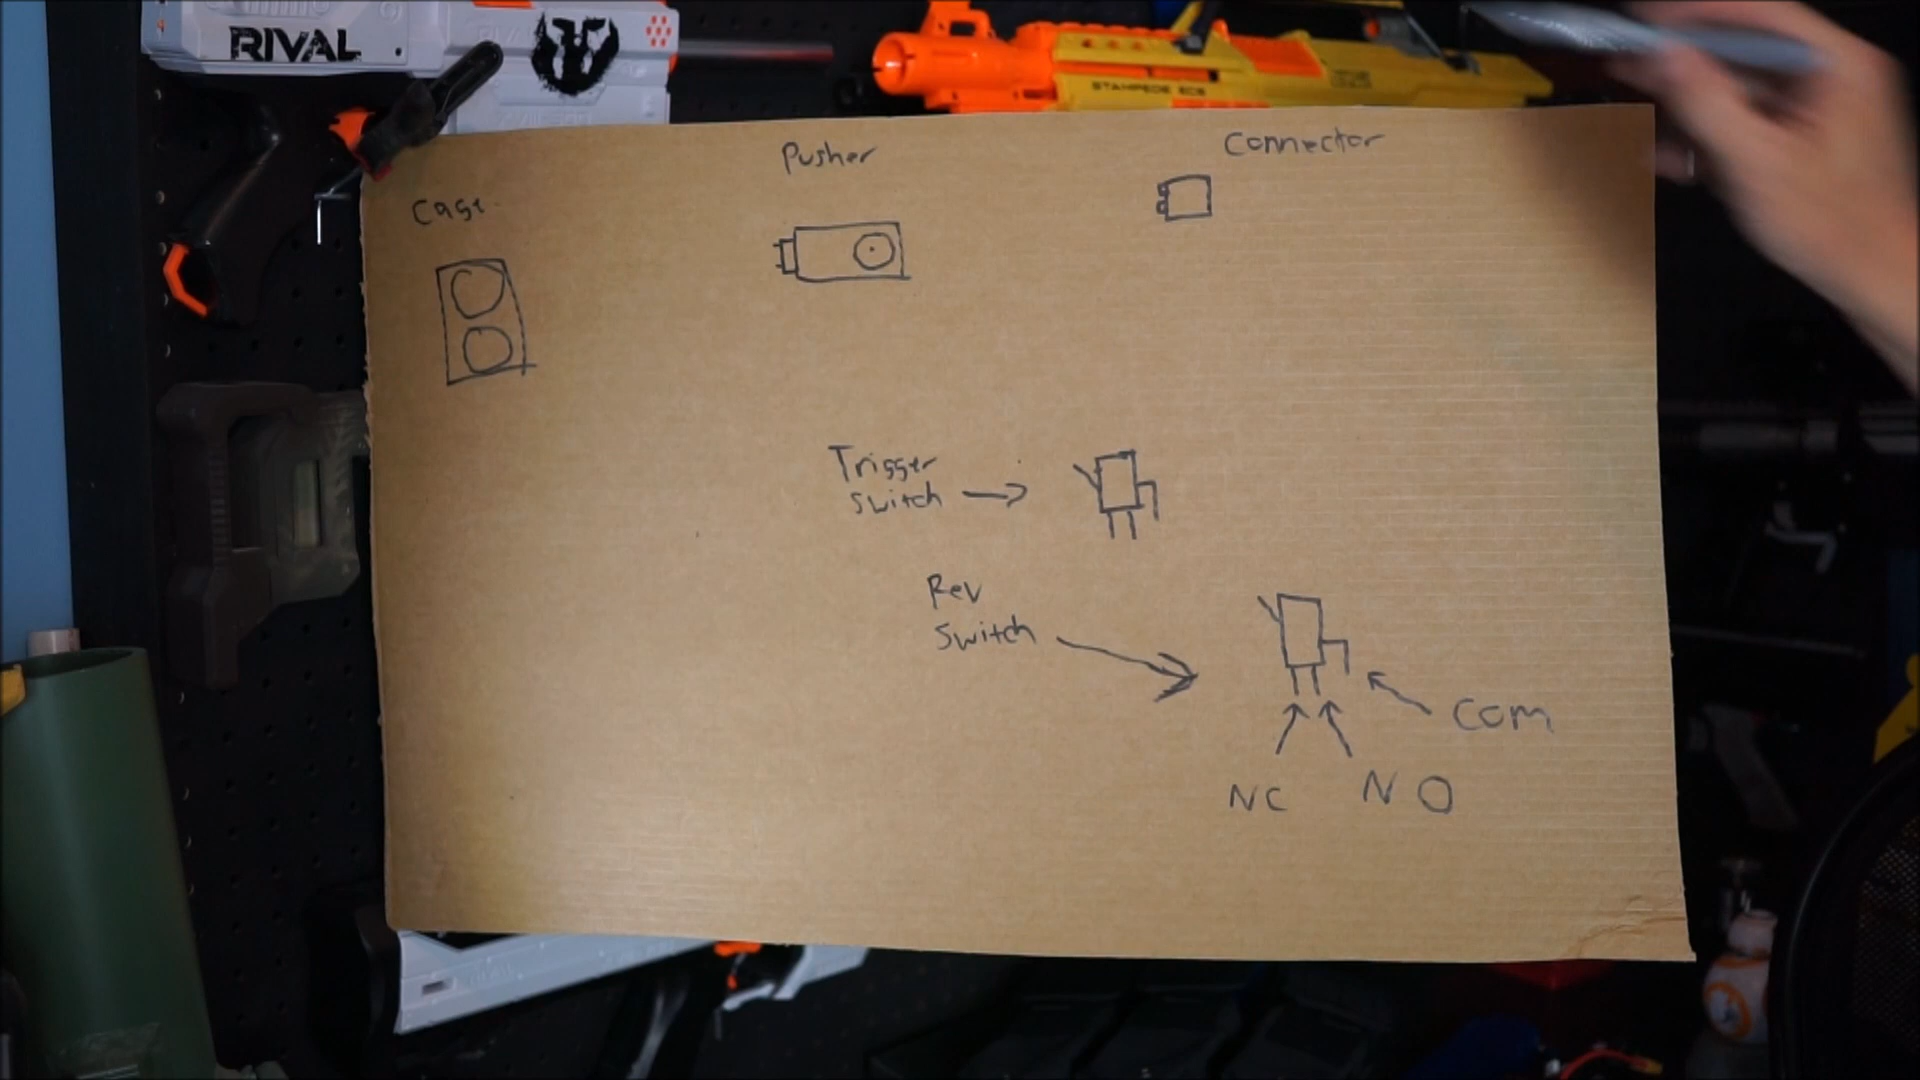 RIVAL
STAMPEDE ECS
Pusher
Connector
Cage
Trigger
Switch
Rev
Switch
Com
NC
NO